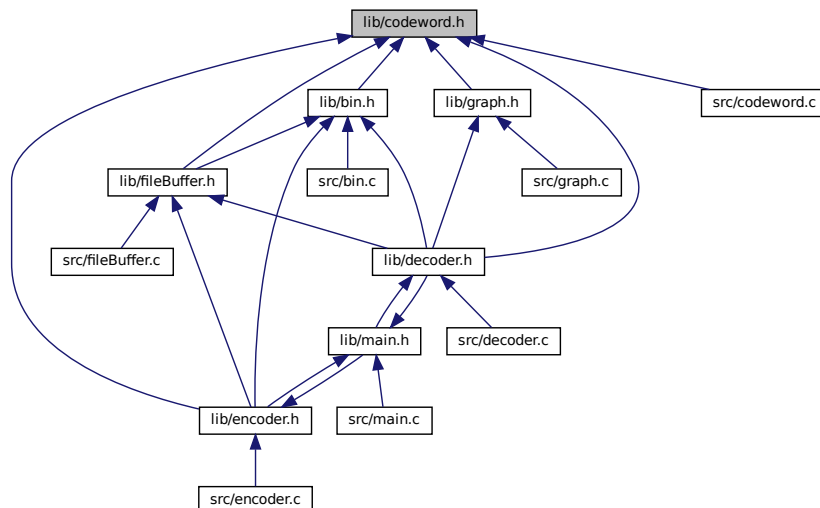 lib/codeword.h
lib/bin.h
lib/graph.h
src/codeword.c
lib/fileBuffer.h
src/bin.c
src/graph.c
src/fileBuffer.c
lib/decoder.h
lib/main.h
src/decoder.c
lib/encoder.h
src/main.c
src/encoder.c